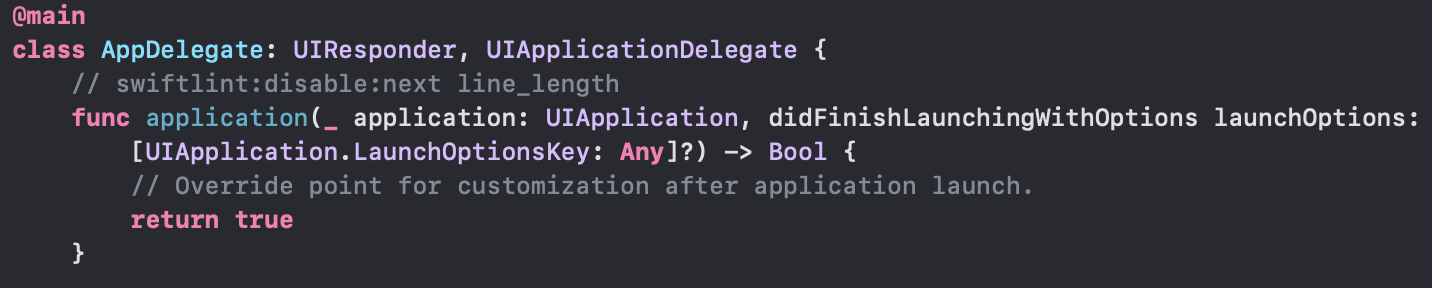 @main
class AppDelegate: UIResponder, UIApplicationDelegate {
    // swiftlint:disable:next line_length
    func application(_ application: UIApplication, didFinishLaunchingWithOptions launchOptions:
        [UIApplication.LaunchOptionsKey: Any]?) -> Bool {
        // Override point for customization after application launch.
        return true
    }